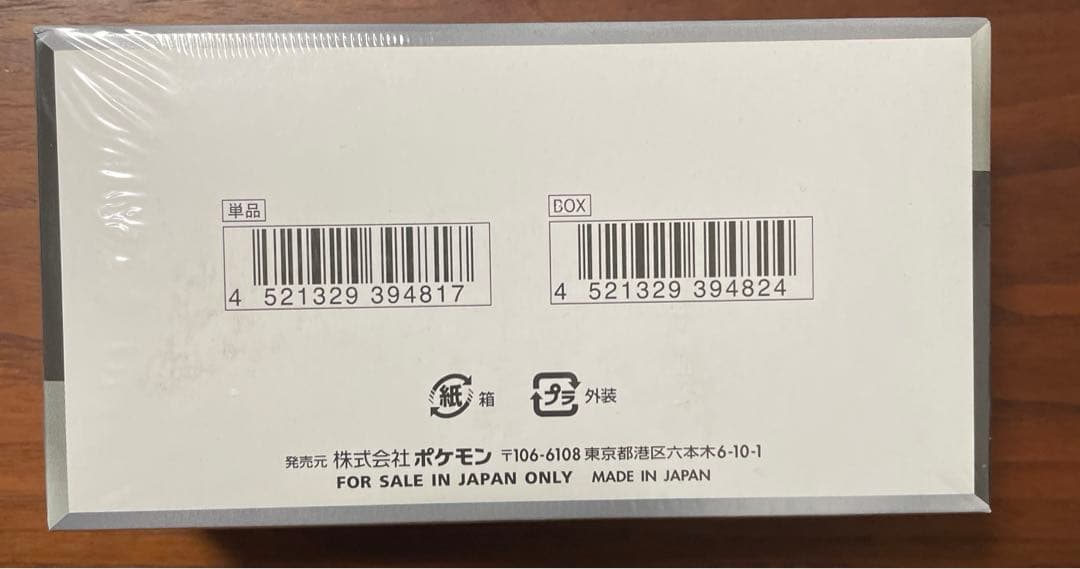 単品
BOX
4 521329 394817
4 521329 394824
紙 箱
プラ 外装
発売元 株式会社ポケモン 〒106-6108 東京都港区六本木6-10-1
FOR SALE IN JAPAN ONLY MADE IN JAPAN